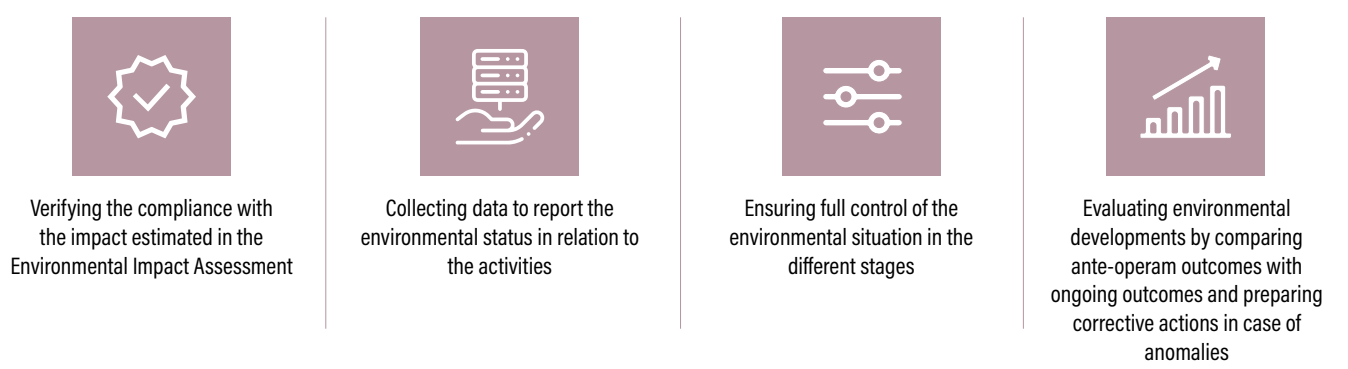 Verifying the compliance with
the impact estimated in the
Environmental Impact Assessment
Collecting data to report the
environmental status in relation to
the activities
Ensuring full control of the
environmental situation in the
different stages
Evaluating environmental
developments by comparing
ante-operam outcomes with
ongoing outcomes and preparing
corrective actions in case of
anomalies